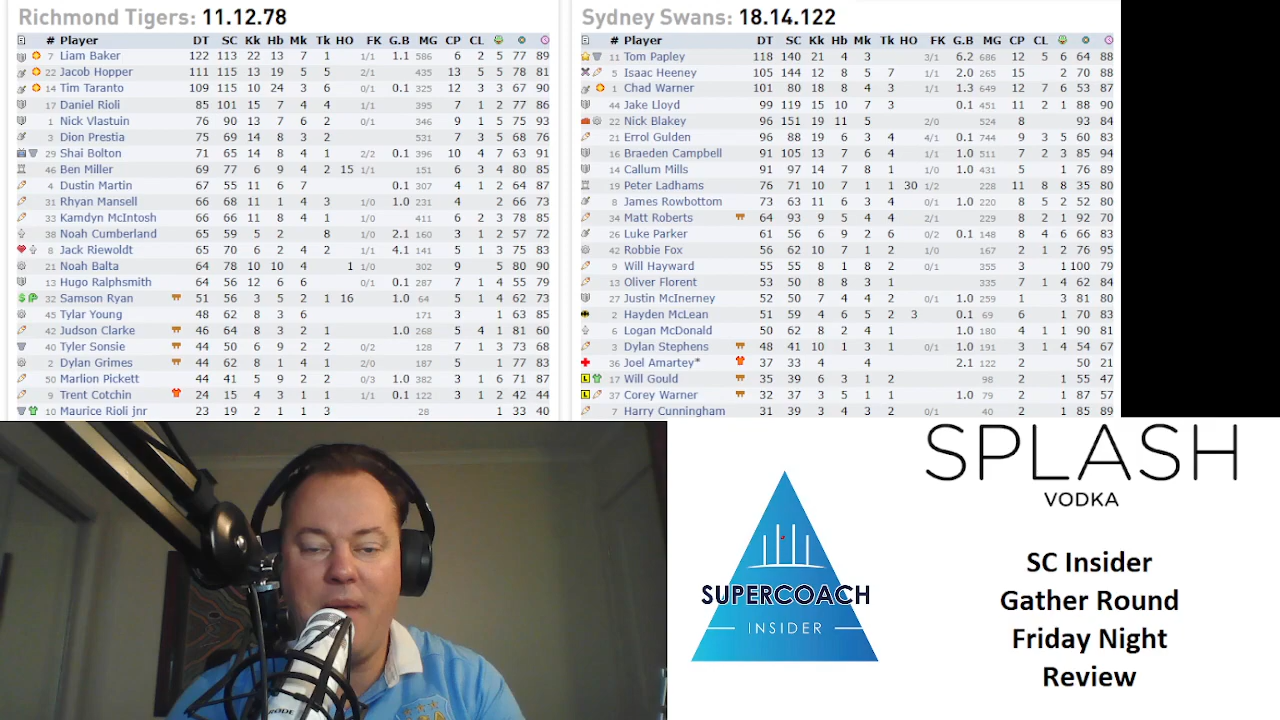 Richmond Tigers: 11.12.78
# Player DT SC Kk Hb Mk Tk HO FK G.B MG CP CL
7 Liam Baker 122 113 22 13 7 1 1/1 1.1 586 6 2 5 77 89
22 Jacob Hopper 111 115 13 19 5 5 2/1 435 13 5 5 78 81
14 Tim Taranto 109 115 10 24 3 6 0/1 0.1 325 12 3 3 67 90
17 Daniel Rioli 85 101 15 7 4 4 1/1 395 7 1 2 77 86
1 Nick Vlastuin 76 90 13 7 6 2 0/1 346 9 1 5 75 93
3 Dion Prestia 75 69 14 8 3 2 531 7 3 5 68 76
29 Shai Bolton 71 65 14 8 4 1 2/2 0.1 396 10 4 7 63 91
46 Ben Miller 69 77 6 9 4 2 15 1/1 151 6 3 4 80 85
4 Dustin Martin 67 55 11 6 7 0.1 307 4 1 2 64 87
31 Rhyan Mansell 66 68 11 1 4 3 1/0 1.0 231 4 2 66 73
33 Kamdyn McIntosh 66 66 11 8 4 1 1/0 411 6 2 3 78 85
38 Noah Cumberland 65 59 5 2 8 1/0 2.1 160 3 1 2 57 72
8 Jack Riewoldt 65 70 6 2 4 2 1/1 4.1 141 5 1 3 75 83
21 Noah Balta 64 78 10 10 4 1 1/0 302 9 5 80 90
13 Hugo Ralphsmith 64 56 12 6 6 0/1 0.1 287 7 1 4 55 79
32 Samson Ryan 51 56 3 5 2 1 16 1.0 64 5 1 4 62 73
45 Tylar Young 48 62 8 3 6 171 3 1 63 85
42 Judson Clarke 46 64 8 3 2 1 1.0 268 5 4 1 81 60
40 Tyler Sonsie 44 50 6 9 2 2 0/2 128 7 1 3 73 68
2 Dylan Grimes 44 62 8 1 4 1 2/0 187 5 1 77 83
50 Marlion Pickett 44 41 5 9 2 2 0/3 1.0 382 3 1 6 71 87
9 Trent Cotchin 24 15 4 3 1 1 1/1 0.1 122 3 1 2 42 44
10 Maurice Rioli jnr 23 19 2 1 1 3 28 1 33 40
Sydney Swans: 18.14.122
# Player DT SC Kk Hb Mk Tk HO FK G.B MG CP CL
11 Tom Papley 118 140 21 4 3 3/1 6.2 686 12 5 6 64 88
5 Isaac Heeney 105 144 12 8 5 7 1/1 2.0 265 15 2 70 88
1 Chad Warner 101 80 18 8 4 3 1/1 1.3 649 12 7 6 53 87
44 Jake Lloyd 99 119 15 10 7 3 0.1 451 11 2 1 88 90
22 Nick Blakey 96 151 19 11 5 2/0 524 8 93 84
21 Errol Gulden 96 88 19 6 3 4 4/1 0.1 744 9 3 5 60 83
16 Braeden Campbell 91 105 13 7 6 4 1/1 1.0 511 7 2 3 85 94
14 Callum Mills 91 97 14 7 8 1 1/0 1.0 431 5 1 76 89
19 Peter Ladhams 76 71 10 7 1 1 30 1/2 228 11 8 8 35 80
8 James Rowbottom 73 63 11 6 3 4 0/1 1.0 220 8 5 2 52 80
34 Matt Roberts 64 93 9 5 4 4 2/1 229 8 2 1 92 70
26 Luke Parker 61 56 6 9 2 6 0/2 0.1 148 8 4 6 66 83
42 Robbie Fox 56 62 10 7 1 2 1/0 167 2 1 2 76 95
9 Will Hayward 55 55 8 1 8 2 0/1 355 3 1 100 79
13 Oliver Florent 53 50 8 8 3 1 335 7 1 4 62 84
27 Justin McInerney 52 50 7 4 4 2 0/1 1.0 259 1 3 81 80
2 Hayden McLean 51 59 4 6 5 2 3 0.1 69 6 1 70 83
6 Logan McDonald 50 62 8 2 4 1 1.0 180 4 1 1 90 81
3 Dylan Stephens 48 41 10 1 3 1 0/1 1.0 191 3 1 4 54 67
36 Joel Amartey* 37 33 4 4 2.1 122 2 50 21
L 17 Will Gould 35 39 6 3 1 2 98 2 1 55 47
L 37 Corey Warner 32 37 3 5 1 1 1.0 79 2 1 87 57
7 Harry Cunningham 31 39 3 4 3 2 0/1 40 2 1 85 89
RODE
SUPERCOACH
INSIDER
SPLASH
VODKA
SC Insider
Gather Round
Friday Night
Review